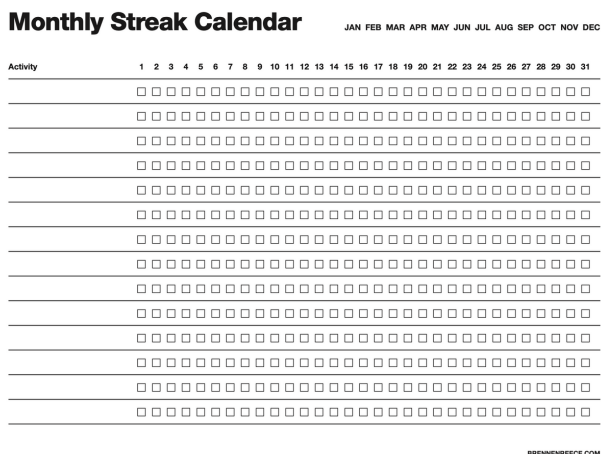 Monthly Streak Calendar
JAN FEB MAR APR MAY JUN JUL AUG SEP OCT NOV DEC
Activity 1 2 3 4 5 6 7 8 9 10 11 12 13 14 15 16 17 18 19 20 21 22 23 24 25 26 27 28 29 30 31
BRENNENREECE.COM